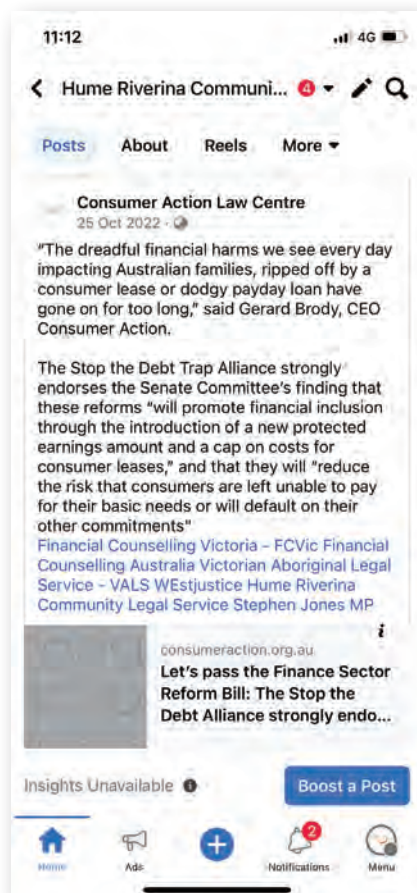 11:12
4G
Hume Riverina Communi... 4
Posts About Reels More
Consumer Action Law Centre
25 Oct 2022 ·
"The dreadful financial harms we see every day
impacting Australian families, ripped off by a
consumer lease or dodgy payday loan have
gone on for too long," said Gerard Brody, CEO
Consumer Action.
The Stop the Debt Trap Alliance strongly
endorses the Senate Committee's finding that
these reforms "will promote financial inclusion
through the introduction of a new protected
earnings amount and a cap on costs for
consumer leases," and that they will "reduce
the risk that consumers are left unable to pay
for their basic needs or will default on their
other commitments"
Financial Counselling Victoria – FCVic Financial
Counselling Australia Victorian Aboriginal Legal
Service - VALS WEstjustice Hume Riverina
Community Legal Service Stephen Jones MP
consumeraction.org.au
Let's pass the Finance Sector
Reform Bill: The Stop the
Debt Alliance strongly endo...
Insights Unavailable
Boost a Post
2
Home Ads Notifications Menu